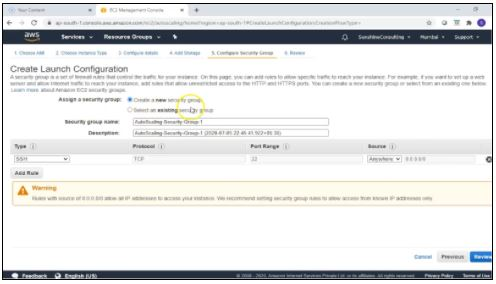 Your Content
EC2 Management Console
ap-south-1.console.aws.amazon.com/ec2/autoscaling/home?region=ap-south-1#CreateLaunchConfiguration:
aws Services Resource Groups SunshineConsulting Mumbai Support
1. Choose AMI 2. Choose Instance Type 3. Configure details 4. Add Storage 5. Configure Security Group 6. Review
Create Launch Configuration
A security group is a set of firewall rules that control the traffic for your instance. On this page, you can add rules to allow specific traffic to reach your instance. For example, if you want to set up a web
server and allow Internet traffic to reach your instance, add rules that allow unrestricted access to the HTTP and HTTPS ports. You can create a new security group or select from an existing one below.
Learn more about Amazon EC2 security groups.
Assign a security group: Create a new security group
Select an existing security group
Security group name: AutoScaling-Security-Group-1
Description: AutoScaling-Security-Group-1
Type Protocol Port Range Source
SSH TCP 22 Anywhere 0.0.0.0/0
Add Rule
Warning
Rules with source of 0.0.0.0/0 allow all IP addresses to access your instance. We recommend setting security group rules to allow access from known IP addresses only.
Cancel Previous Review
Feedback English (US) © 2008 - 2020, Amazon Internet Services Private Ltd. or its affiliates. All rights reserved. Privacy Policy Terms of Use